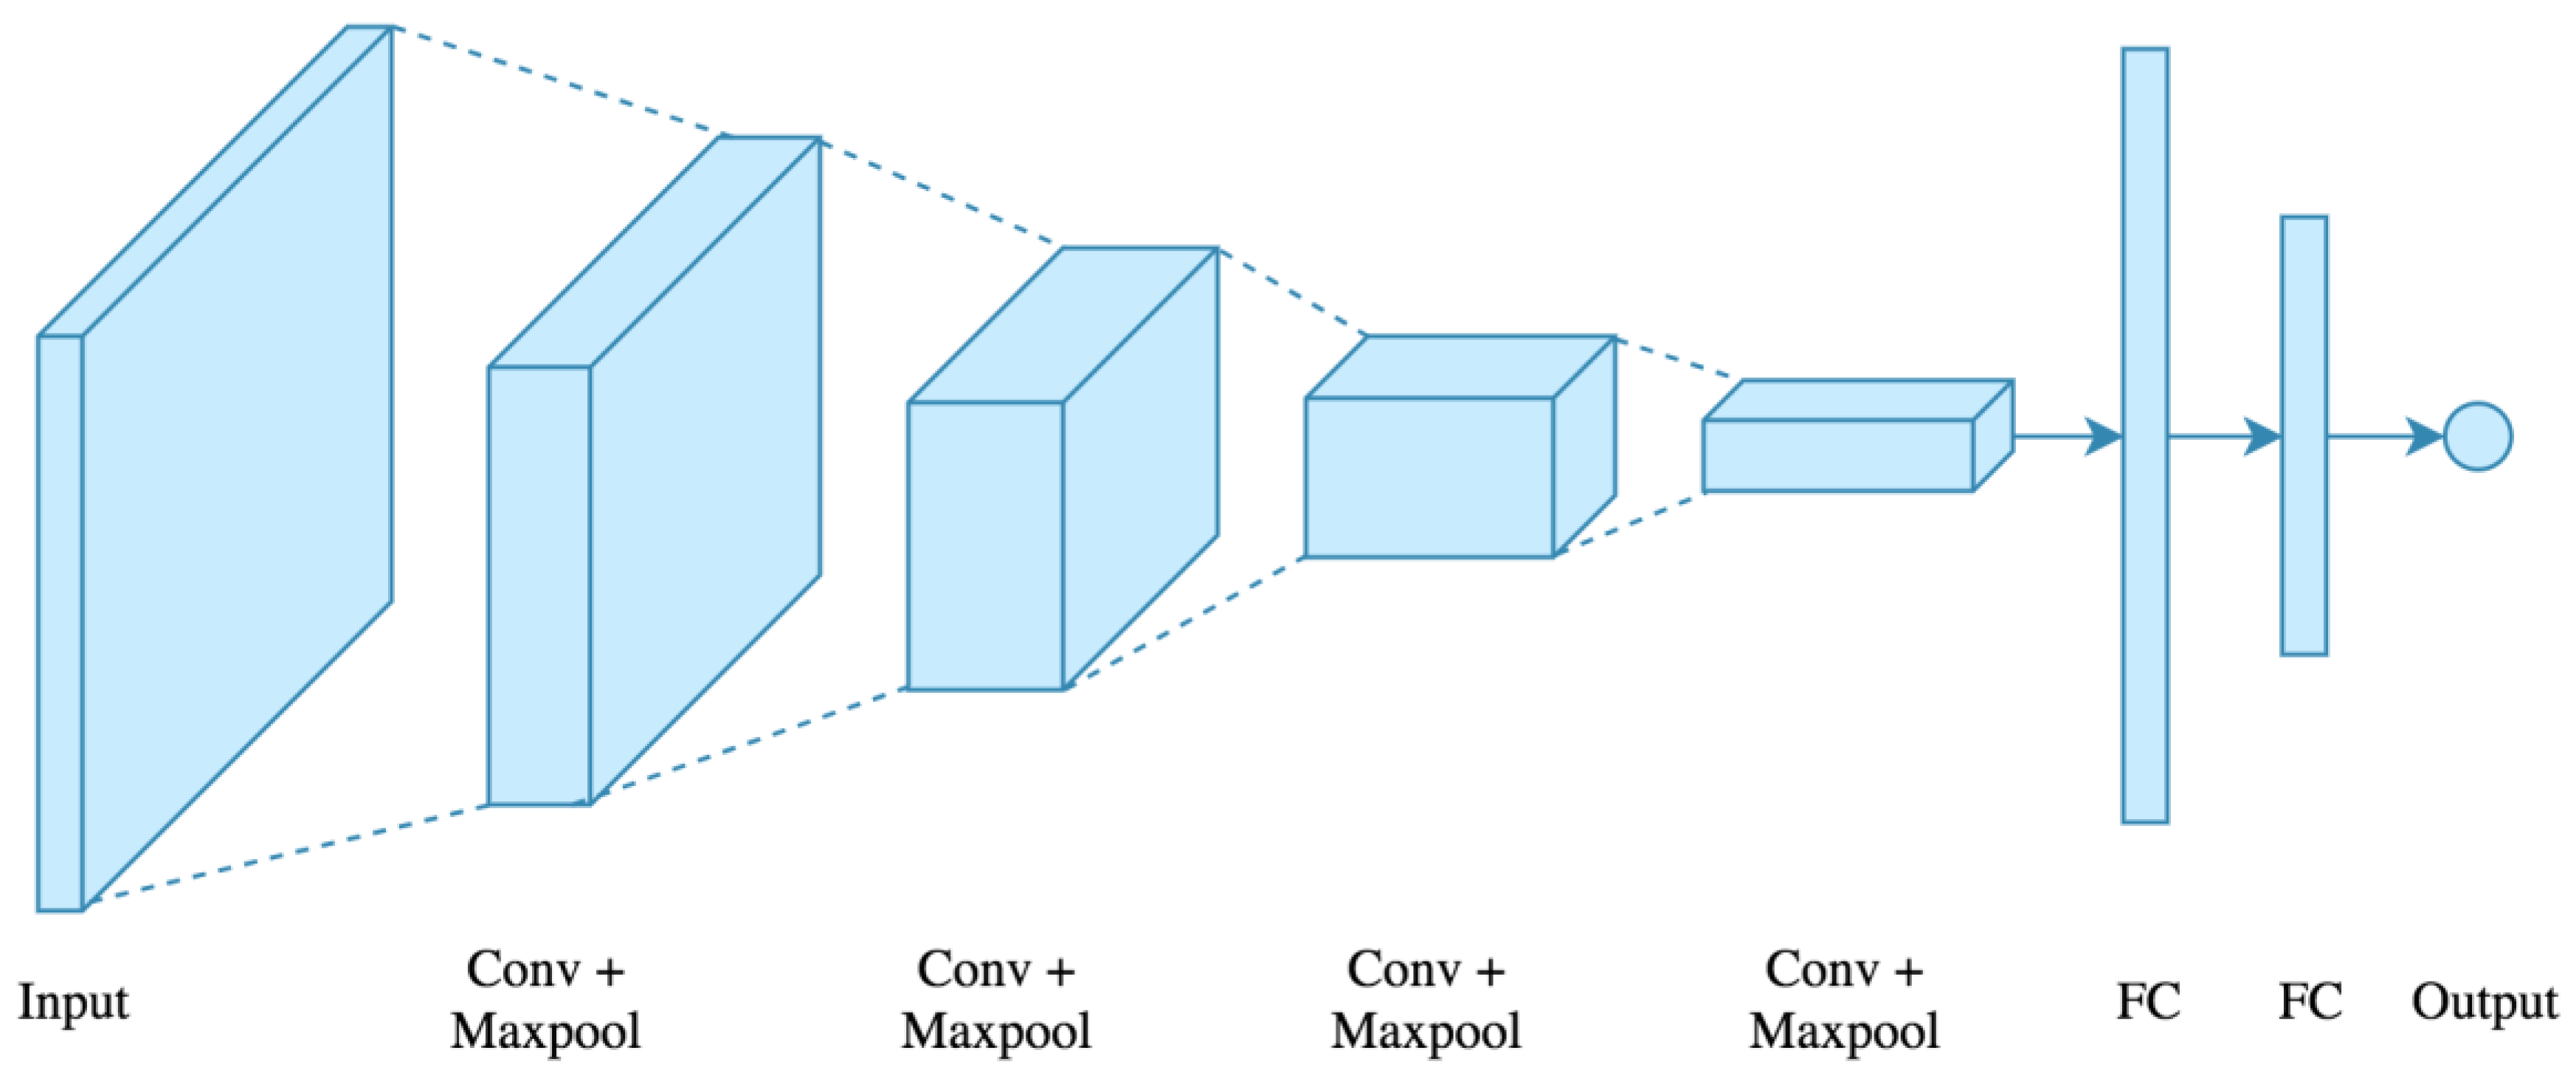 Input
Conv +
Maxpool
Conv +
Maxpool
Conv +
Maxpool
Conv +
Maxpool
FC
FC
Output